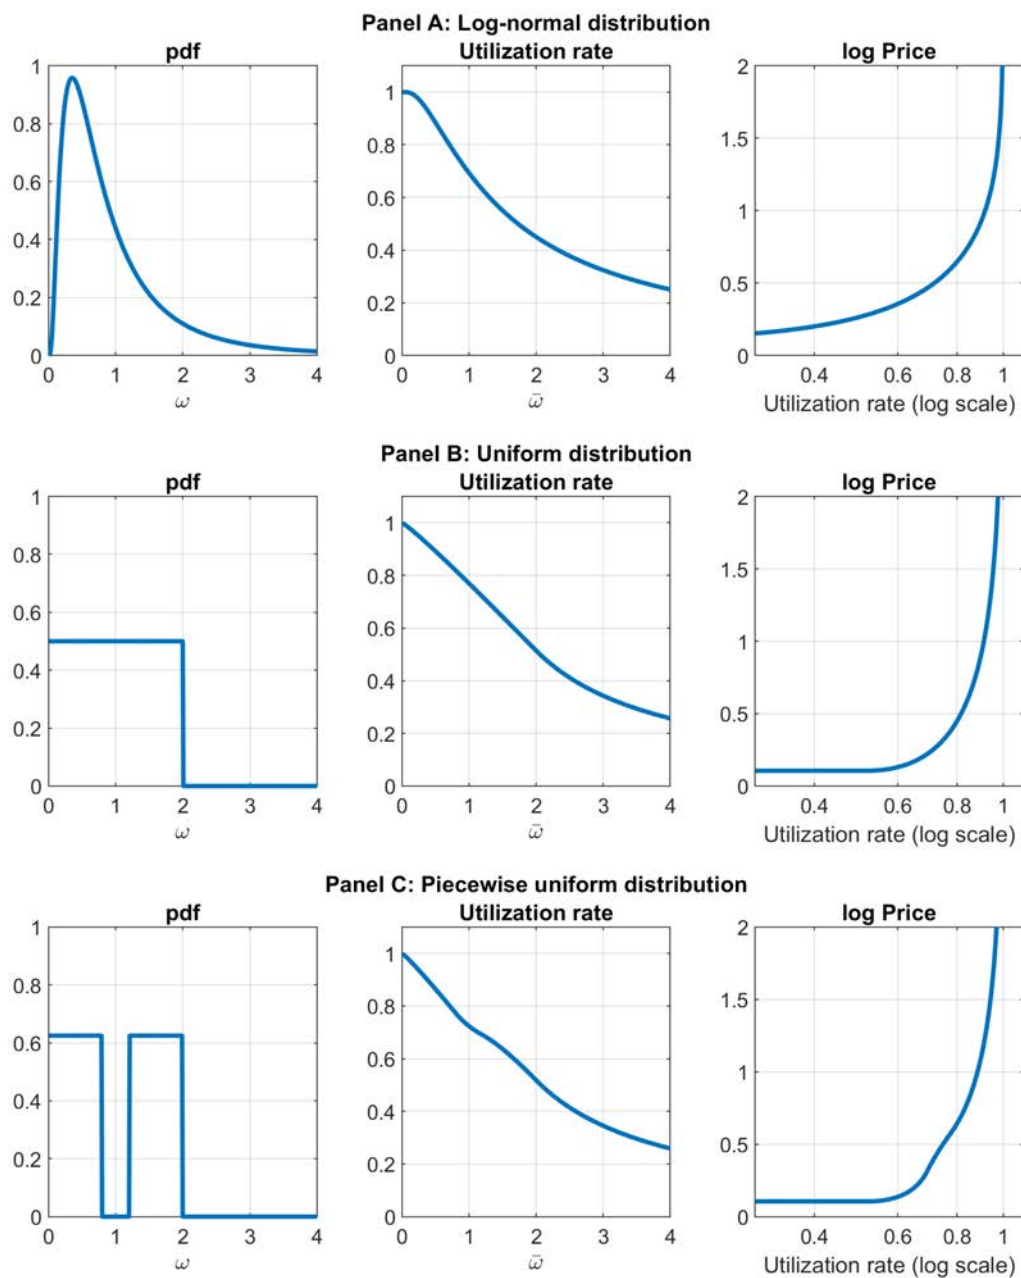 Panel A: Log-normal distribution
pdf
Utilization rate
log Price
1
0.8
0.6
0.4
0.2
0
0 1 2 3 4
ω
1
0.8
0.6
0.4
0.2
0
0 1 2 3 4
ω̄
2
1.5
1
0.5
0
0.4 0.6 0.8 1
Utilization rate (log scale)
Panel B: Uniform distribution
pdf
Utilization rate
log Price
1
0.8
0.6
0.4
0.2
0
0 1 2 3 4
ω
1
0.8
0.6
0.4
0.2
0
0 1 2 3 4
ω̄
2
1.5
1
0.5
0
0.4 0.6 0.8 1
Utilization rate (log scale)
Panel C: Piecewise uniform distribution
pdf
Utilization rate
log Price
1
0.8
0.6
0.4
0.2
0
0 1 2 3 4
ω
1
0.8
0.6
0.4
0.2
0
0 1 2 3 4
ω̄
2
1.5
1
0.5
0
0.4 0.6 0.8 1
Utilization rate (log scale)